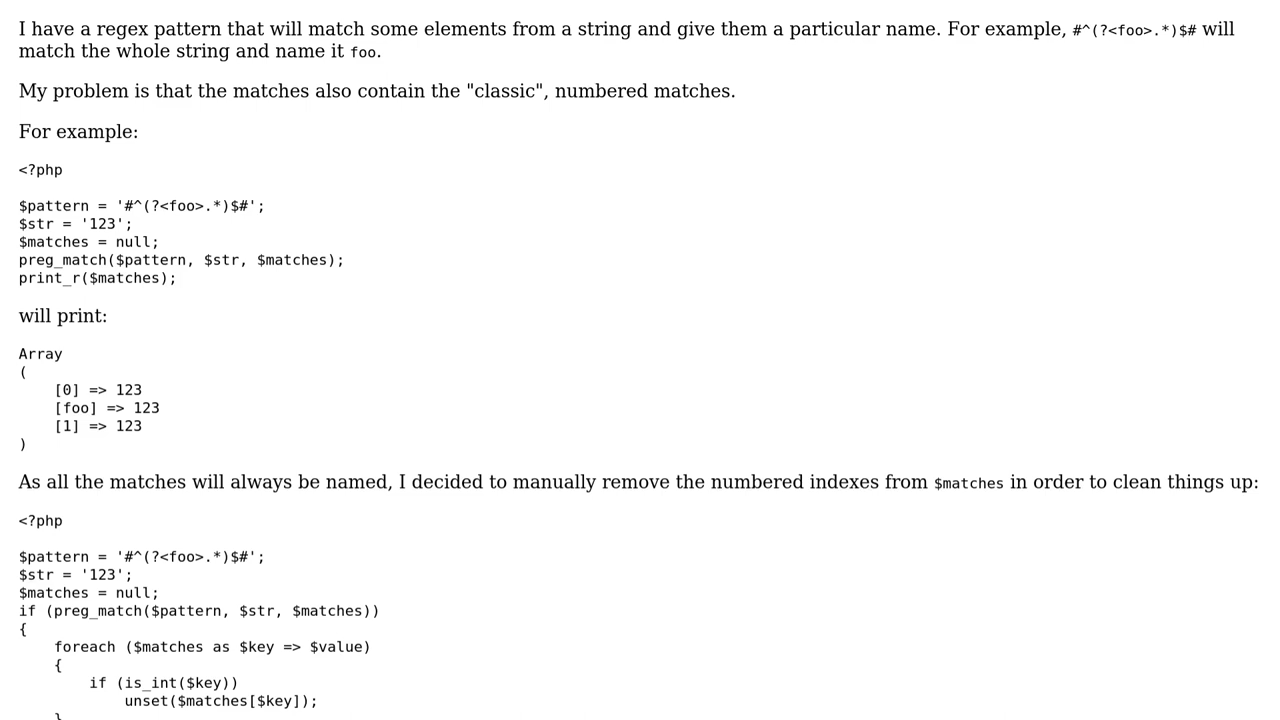 I have a regex pattern that will match some elements from a string and give them a particular name. For example, #^(?<foo>.*)$# will
match the whole string and name it foo.
My problem is that the matches also contain the "classic", numbered matches.
For example:
<?php
$pattern = '#^(?<foo>.*)$#';
$str = '123';
$matches = null;
preg_match($pattern, $str, $matches);
print_r($matches);
will print:
Array
(
    [0] => 123
    [foo] => 123
    [1] => 123
)
As all the matches will always be named, I decided to manually remove the numbered indexes from $matches in order to clean things up:
<?php
$pattern = '#^(?<foo>.*)$#';
$str = '123';
$matches = null;
if (preg_match($pattern, $str, $matches))
{
    foreach ($matches as $key => $value)
    {
        if (is_int($key))
            unset($matches[$key]);
    }